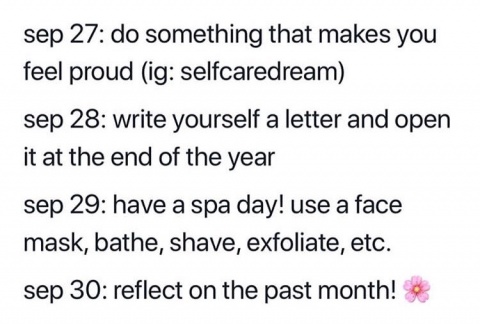 sep 27: do something that makes you
feel proud (ig: selfcaredream)
sep 28: write yourself a letter and open
it at the end of the year
sep 29: have a spa day! use a face
mask, bathe, shave, exfoliate, etc.
sep 30: reflect on the past month! 🌸